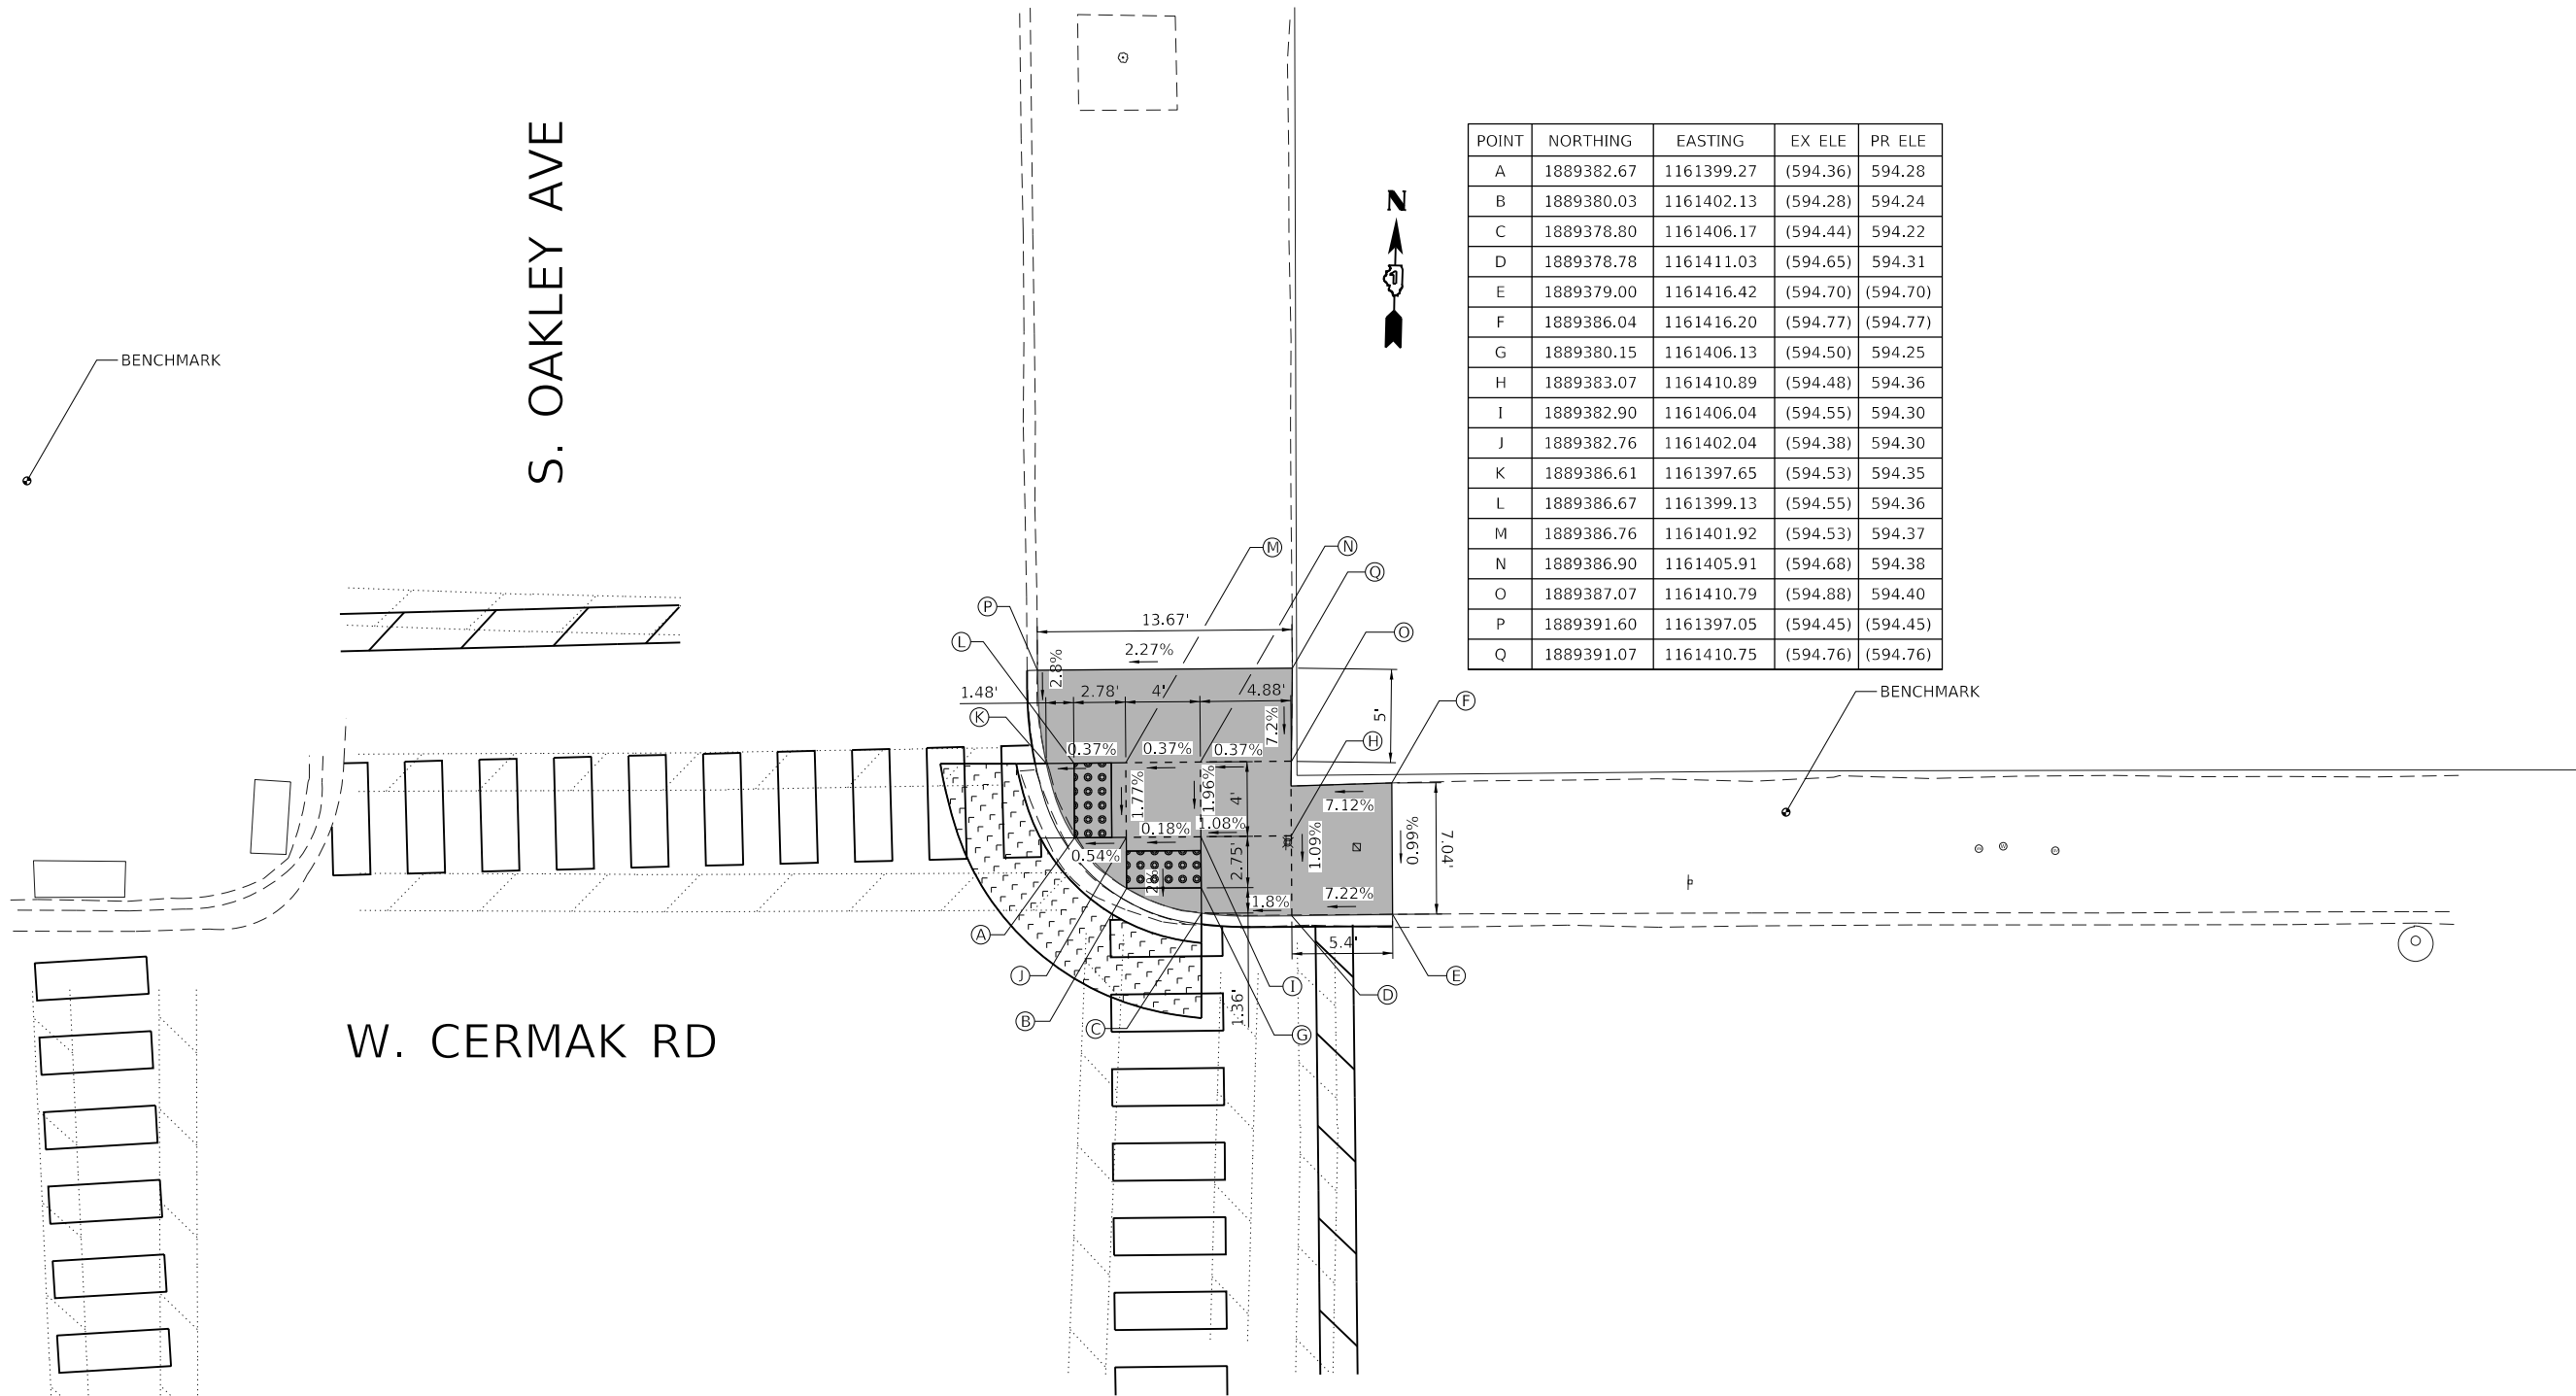 S. OAKLEY AVE
BENCHMARK
N
1
POINT NORTHING EASTING EX ELE PR ELE
A 1889382.67 1161399.27 (594.36) 594.28
B 1889380.03 1161402.13 (594.28) 594.24
C 1889378.80 1161406.17 (594.44) 594.22
D 1889378.78 1161411.03 (594.65) 594.31
E 1889379.00 1161416.42 (594.70) (594.70)
F 1889386.04 1161416.20 (594.77) (594.77)
G 1889380.15 1161406.13 (594.50) 594.25
H 1889383.07 1161410.89 (594.48) 594.36
I 1889382.90 1161406.04 (594.55) 594.30
J 1889382.76 1161402.04 (594.38) 594.30
K 1889386.61 1161397.65 (594.53) 594.35
L 1889386.67 1161399.13 (594.55) 594.36
M 1889386.76 1161401.92 (594.53) 594.37
N 1889386.90 1161405.91 (594.68) 594.38
O 1889387.07 1161410.79 (594.88) 594.40
P 1889391.60 1161397.05 (594.45) (594.45)
Q 1889391.07 1161410.75 (594.76) (594.76)
M
N
Q
P
13.67'
O
L
2.27%
2.8%
1.48'
2.78'
4'
4.88'
BENCHMARK
F
K
7.2%
5'
H
0.37%
0.37%
0.37%
1.77%
1.96%
4'
7.12%
0.18%
1.08%
0.99%
7.04'
0.54%
2.75'
1.09%
2%
1.8%
7.22%
A
5.4'
J
I
E
D
1.36'
B
C
G
W. CERMAK RD